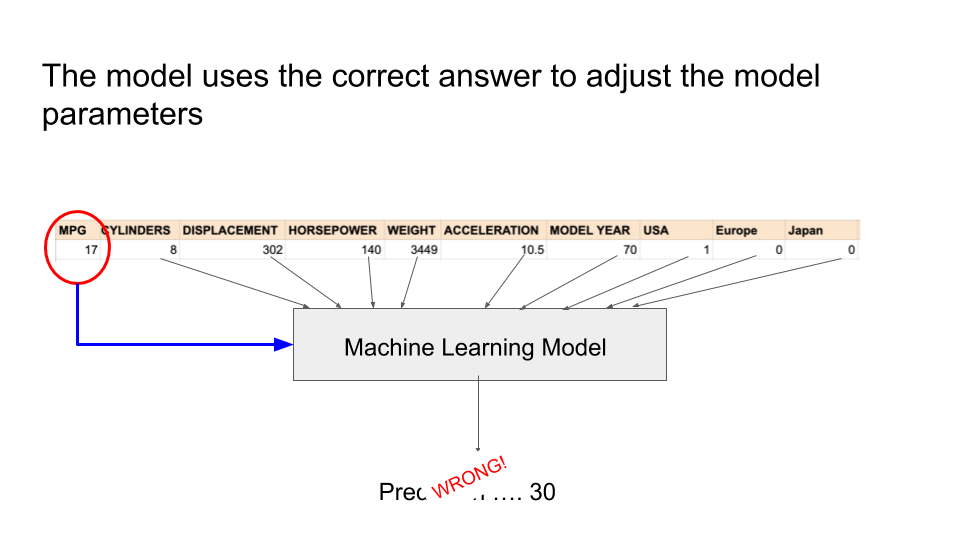 The model uses the correct answer to adjust the model
parameters
MPG CYLINDERS DISPLACEMENT HORSEPOWER WEIGHT ACCELERATION MODEL YEAR USA Europe Japan
17 8 302 140 3449 10.5 70 1 0 0
Machine Learning Model
WRONG!
.... 30